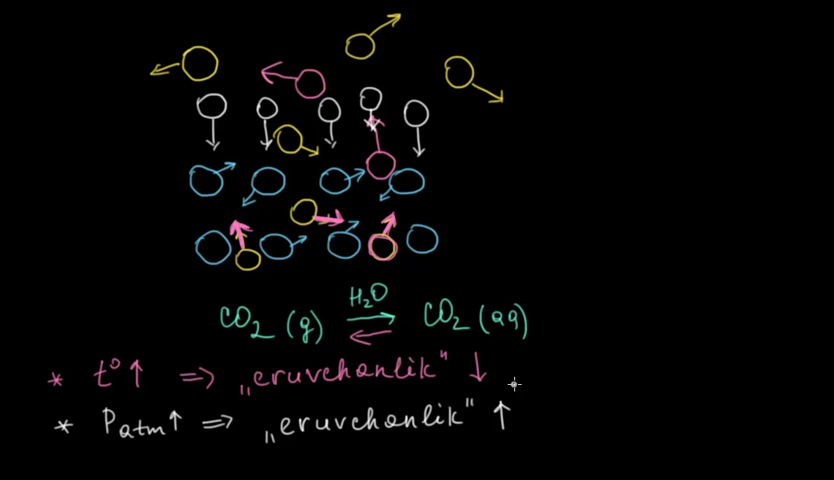 H₂O
CO₂ (g) ⇄ CO₂ (aq)
* t° ↑ => „eruvchanlik" ↓
* Patm ↑ => „eruvchanlik" ↑